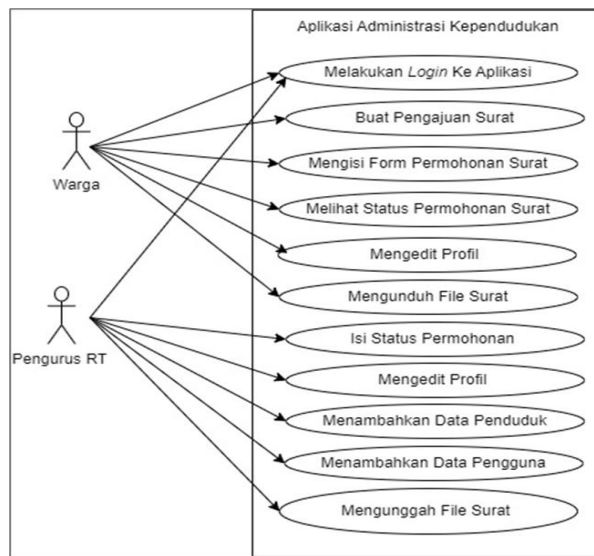 Aplikasi Administrasi Kependudukan
Melakukan Login Ke Aplikasi
Buat Pengajuan Surat
Warga
Mengisi Form Permohonan Surat
Melihat Status Permohonan Surat
Mengedit Profil
Mengunduh File Surat
Isi Status Permohonan
Pengurus RT
Mengedit Profil
Menambahkan Data Penduduk
Menambahkan Data Pengguna
Mengunggah File Surat